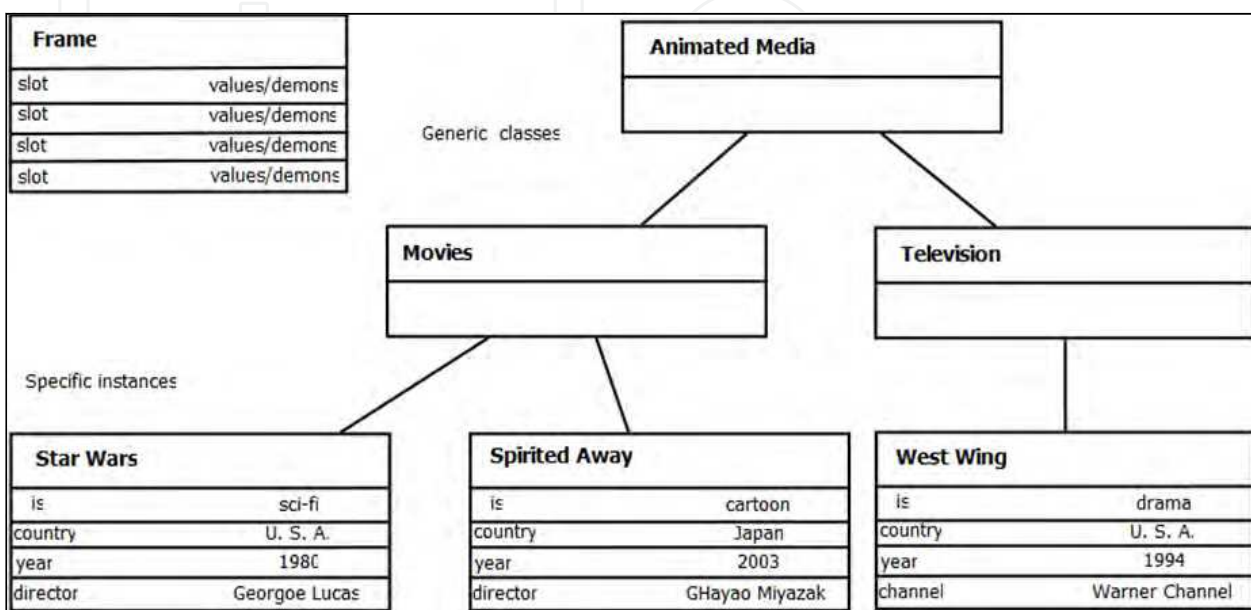 Frame
slot values/demons
slot values/demons
slot values/demons
slot values/demons
Animated Media
Generic classes
Movies
Television
Specific instances
Star Wars
is sci-fi
country U. S. A.
year 1980
director Georgoe Lucas
Spirited Away
is cartoon
country Japan
year 2003
director GHayao Miyazak
West Wing
is drama
country U. S. A.
year 1994
channel Warner Channel